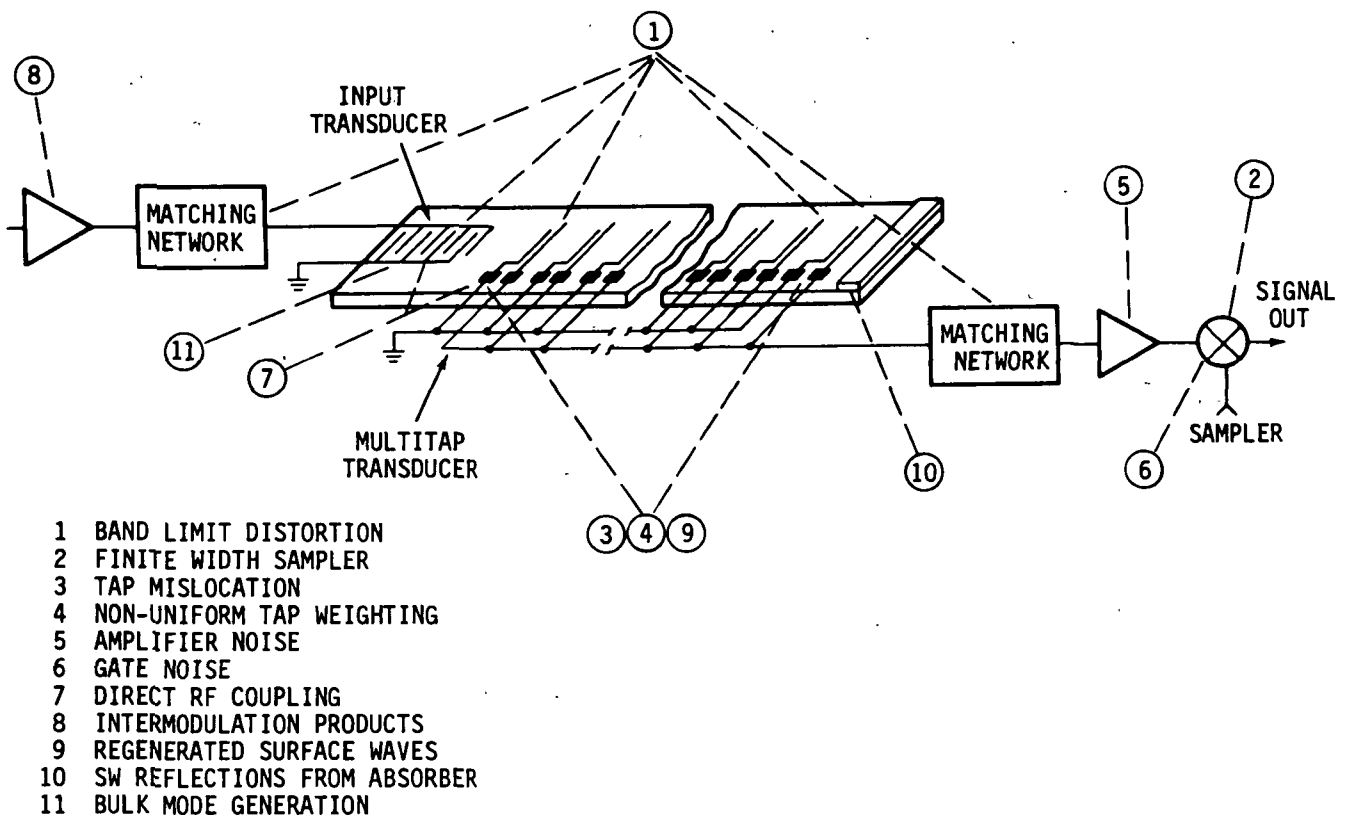 1
8
INPUT
TRANSDUCER
5
2
MATCHING
NETWORK
SIGNAL
OUT
11
7
MATCHING
NETWORK
SAMPLER
MULTITAP
TRANSDUCER
10
6
3 4 9
1 BAND LIMIT DISTORTION
2 FINITE WIDTH SAMPLER
3 TAP MISLOCATION
4 NON-UNIFORM TAP WEIGHTING
5 AMPLIFIER NOISE
6 GATE NOISE
7 DIRECT RF COUPLING
8 INTERMODULATION PRODUCTS
9 REGENERATED SURFACE WAVES
10 SW REFLECTIONS FROM ABSORBER
11 BULK MODE GENERATION